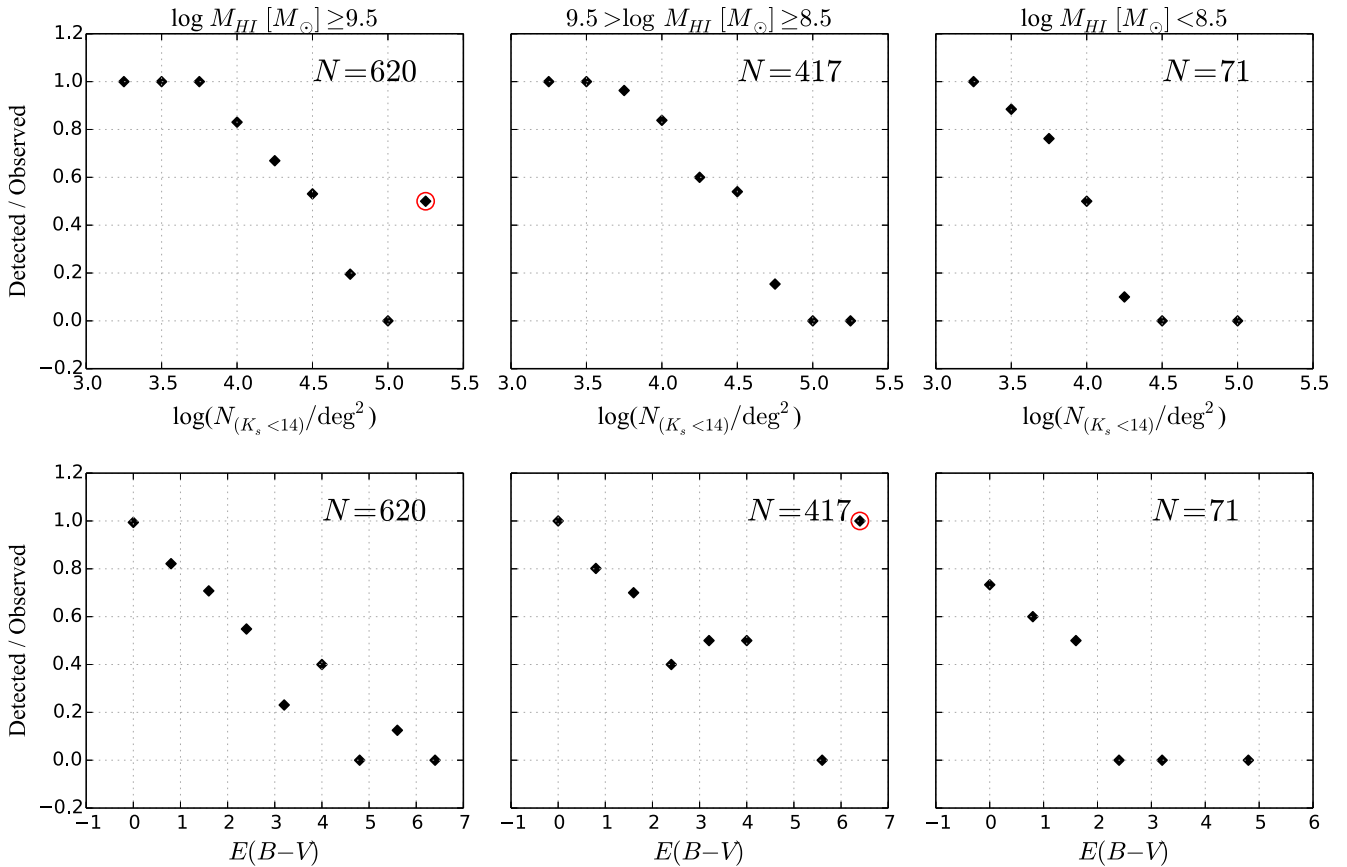 log M_{HI} [M_⊙] ≥9.5
9.5 >log M_{HI} [M_⊙] ≥8.5
log M_{HI} [M_⊙] <8.5
Detected / Observed
1.2
1.0
0.8
0.6
0.4
0.2
0.0
−0.2
N=620
3.0 3.5 4.0 4.5 5.0 5.5
log(N_{(K_s <14)}/deg²)
N=417
3.0 3.5 4.0 4.5 5.0 5.5
log(N_{(K_s <14)}/deg²)
N=71
3.0 3.5 4.0 4.5 5.0 5.5
log(N_{(K_s <14)}/deg²)
Detected / Observed
1.2
1.0
0.8
0.6
0.4
0.2
0.0
−0.2
N=620
−1 0 1 2 3 4 5 6 7
E(B−V)
N=417
−1 0 1 2 3 4 5 6 7
E(B−V)
N=71
−1 0 1 2 3 4 5 6
E(B−V)